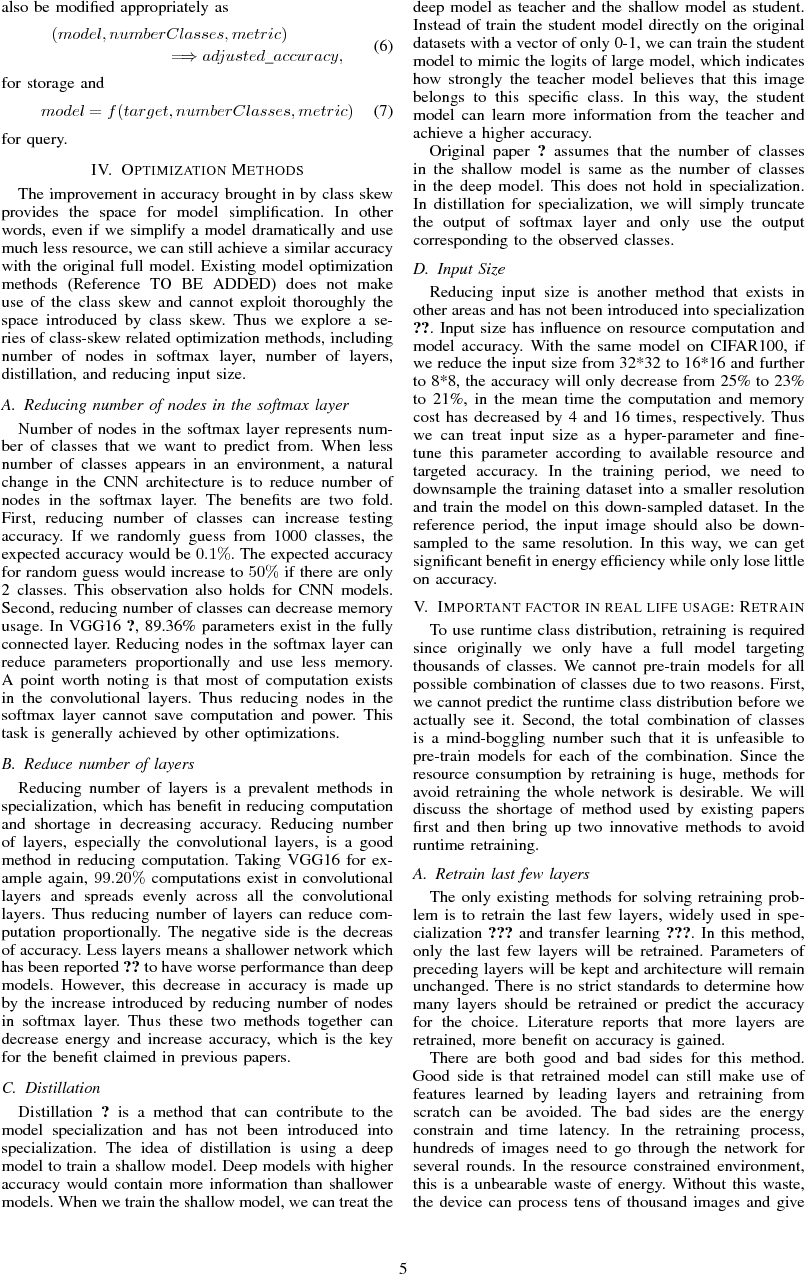 also be modified appropriately as
(model, numberClasses, metric)
⟹ adjusted_accuracy, (6)
for storage and
model = f(target, numberClasses, metric) (7)
for query.
IV. OPTIMIZATION METHODS
The improvement in accuracy brought in by class skew
provides the space for model simplification. In other
words, even if we simplify a model dramatically and use
much less resource, we can still achieve a similar accuracy
with the original full model. Existing model optimization
methods (Reference TO BE ADDED) does not make
use of the class skew and cannot exploit thoroughly the
space introduced by class skew. Thus we explore a se-
ries of class-skew related optimization methods, including
number of nodes in softmax layer, number of layers,
distillation, and reducing input size.
A. Reducing number of nodes in the softmax layer
Number of nodes in the softmax layer represents num-
ber of classes that we want to predict from. When less
number of classes appears in an environment, a natural
change in the CNN architecture is to reduce number of
nodes in the softmax layer. The benefits are two fold.
First, reducing number of classes can increase testing
accuracy. If we randomly guess from 1000 classes, the
expected accuracy would be 0.1%. The expected accuracy
for random guess would increase to 50% if there are only
2 classes. This observation also holds for CNN models.
Second, reducing number of classes can decrease memory
usage. In VGG16 ?, 89.36% parameters exist in the fully
connected layer. Reducing nodes in the softmax layer can
reduce parameters proportionally and use less memory.
A point worth noting is that most of computation exists
in the convolutional layers. Thus reducing nodes in the
softmax layer cannot save computation and power. This
task is generally achieved by other optimizations.
B. Reduce number of layers
Reducing number of layers is a prevalent methods in
specialization, which has benefit in reducing computation
and shortage in decreasing accuracy. Reducing number
of layers, especially the convolutional layers, is a good
method in reducing computation. Taking VGG16 for ex-
ample again, 99.20% computations exist in convolutional
layers and spreads evenly across all the convolutional
layers. Thus reducing number of layers can reduce com-
putation proportionally. The negative side is the decreas
of accuracy. Less layers means a shallower network which
has been reported ?? to have worse performance than deep
models. However, this decrease in accuracy is made up
by the increase introduced by reducing number of nodes
in softmax layer. Thus these two methods together can
decrease energy and increase accuracy, which is the key
for the benefit claimed in previous papers.
C. Distillation
Distillation ? is a method that can contribute to the
model specialization and has not been introduced into
specialization. The idea of distillation is using a deep
model to train a shallow model. Deep models with higher
accuracy would contain more information than shallower
models. When we train the shallow model, we can treat the
deep model as teacher and the shallow model as student.
Instead of train the student model directly on the original
datasets with a vector of only 0-1, we can train the student
model to mimic the logits of large model, which indicates
how strongly the teacher model believes that this image
belongs to this specific class. In this way, the student
model can learn more information from the teacher and
achieve a higher accuracy.
Original paper ? assumes that the number of classes
in the shallow model is same as the number of classes
in the deep model. This does not hold in specialization.
In distillation for specialization, we will simply truncate
the output of softmax layer and only use the output
corresponding to the observed classes.
D. Input Size
Reducing input size is another method that exists in
other areas and has not been introduced into specialization
??. Input size has influence on resource computation and
model accuracy. With the same model on CIFAR100, if
we reduce the input size from 32*32 to 16*16 and further
to 8*8, the accuracy will only decrease from 25% to 23%
to 21%, in the mean time the computation and memory
cost has decreased by 4 and 16 times, respectively. Thus
we can treat input size as a hyper-parameter and fine-
tune this parameter according to available resource and
targeted accuracy. In the training period, we need to
downsample the training dataset into a smaller resolution
and train the model on this down-sampled dataset. In the
reference period, the input image should also be down-
sampled to the same resolution. In this way, we can get
significant benefit in energy efficiency while only lose little
on accuracy.
V. IMPORTANT FACTOR IN REAL LIFE USAGE: RETRAIN
To use runtime class distribution, retraining is required
since originally we only have a full model targeting
thousands of classes. We cannot pre-train models for all
possible combination of classes due to two reasons. First,
we cannot predict the runtime class distribution before we
actually see it. Second, the total combination of classes
is a mind-boggling number such that it is unfeasible to
pre-train models for each of the combination. Since the
resource consumption by retraining is huge, methods for
avoid retraining the whole network is desirable. We will
discuss the shortage of method used by existing papers
first and then bring up two innovative methods to avoid
runtime retraining.
A. Retrain last few layers
The only existing methods for solving retraining prob-
lem is to retrain the last few layers, widely used in spe-
cialization ??? and transfer learning ???. In this method,
only the last few layers will be retrained. Parameters of
preceding layers will be kept and architecture will remain
unchanged. There is no strict standards to determine how
many layers should be retrained or predict the accuracy
for the choice. Literature reports that more layers are
retrained, more benefit on accuracy is gained.
There are both good and bad sides for this method.
Good side is that retrained model can still make use of
features learned by leading layers and retraining from
scratch can be avoided. The bad sides are the energy
constrain and time latency. In the retraining process,
hundreds of images need to go through the network for
several rounds. In the resource constrained environment,
this is a unbearable waste of energy. Without this waste,
the device can process tens of thousand images and give
5